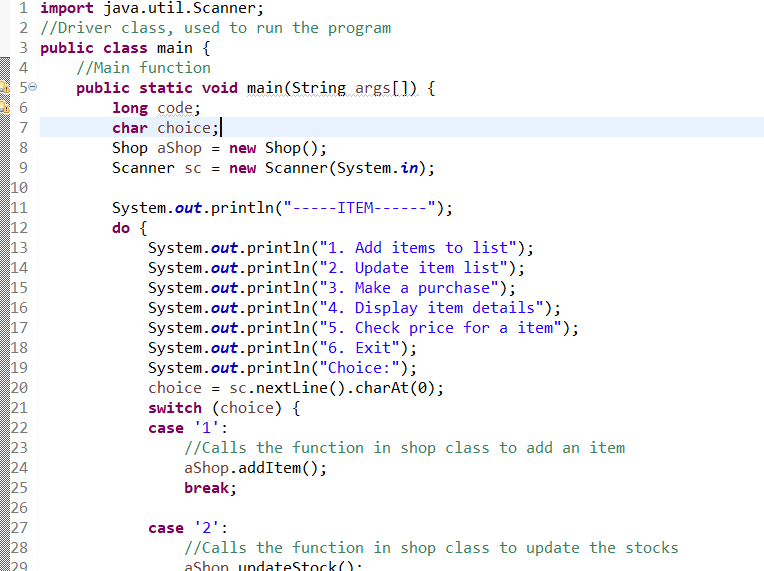 1 import java.util.Scanner;
2 //Driver class, used to run the program
3 public class main {
4     //Main function
5     public static void main(String args[]) {
6         long code;
7         char choice;
8         Shop aShop = new Shop();
9         Scanner sc = new Scanner(System.in);
10
11         System.out.println("-----ITEM------");
12         do {
13             System.out.println("1. Add items to list");
14             System.out.println("2. Update item list");
15             System.out.println("3. Make a purchase");
16             System.out.println("4. Display item details");
17             System.out.println("5. Check price for a item");
18             System.out.println("6. Exit");
19             System.out.println("Choice:");
20             choice = sc.nextLine().charAt(0);
21             switch (choice) {
22             case '1':
23                 //Calls the function in shop class to add an item
24                 aShop.addItem();
25                 break;
26
27             case '2':
28                 //Calls the function in shop class to update the stocks
29                 aShop.updateStock();